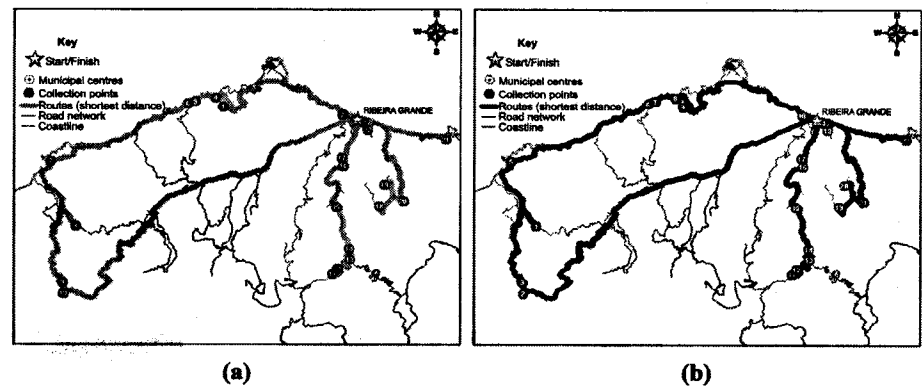 N
W E
S
Key
Start/Finish
Municipal centres
Collection points
Routes (shortest distance)
Road network
Coastline
RIBEIRA GRANDE
(a)
N
W E
S
Key
Start/Finish
Municipal centres
Collection points
Routes (shortest distance)
Road network
Coastline
RIBEIRA GRANDE
(b)